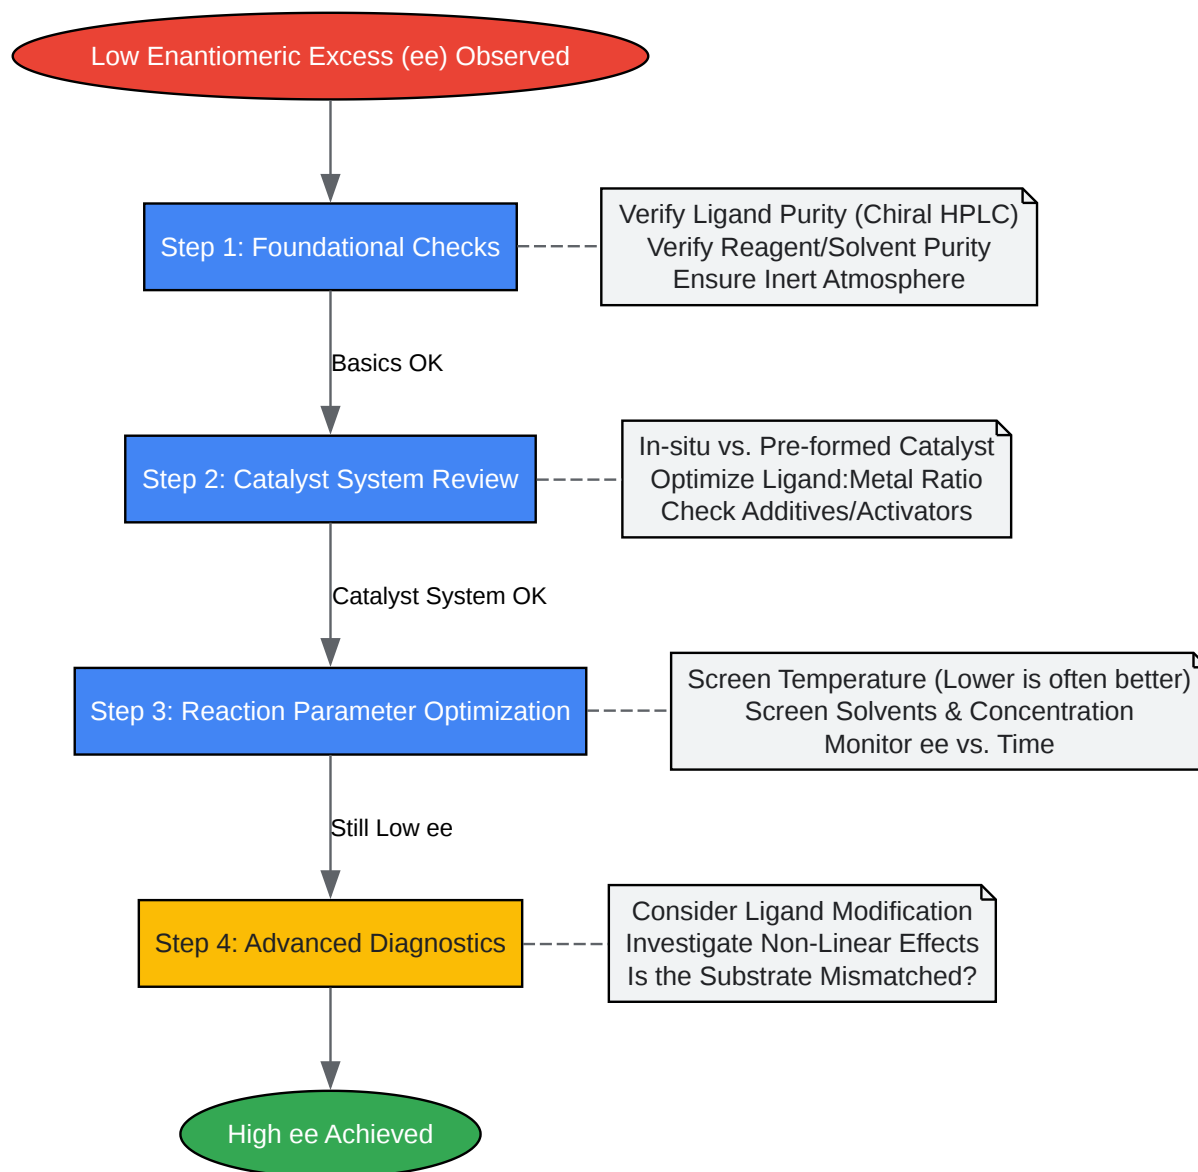 Low Enantiomeric Excess (ee) Observed
Step 1: Foundational Checks
Verify Ligand Purity (Chiral HPLC)
Verify Reagent/Solvent Purity
Ensure Inert Atmosphere
Basics OK
Step 2: Catalyst System Review
In-situ vs. Pre-formed Catalyst
Optimize Ligand:Metal Ratio
Check Additives/Activators
Catalyst System OK
Step 3: Reaction Parameter Optimization
Screen Temperature (Lower is often better)
Screen Solvents & Concentration
Monitor ee vs. Time
Still Low ee
Step 4: Advanced Diagnostics
Consider Ligand Modification
Investigate Non-Linear Effects
Is the Substrate Mismatched?
High ee Achieved